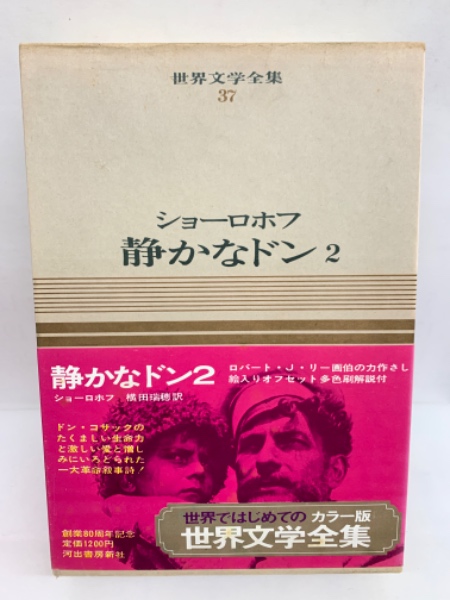 世界文学全集
37
ショーロホフ
静かなドン 2
静かなドン2
ショーロホフ 横田瑞穂訳
ロバート・J・リー画伯の力作さし
絵入りオフセット多色刷解説付
ドン・コサックの
たくましい生命力
と激しい愛と憎し
みにいろどられた
一大革命叙事詩!
世界ではじめての カラー版
世界文学全集
創業80周年記念
定価1200円
河出書房新社